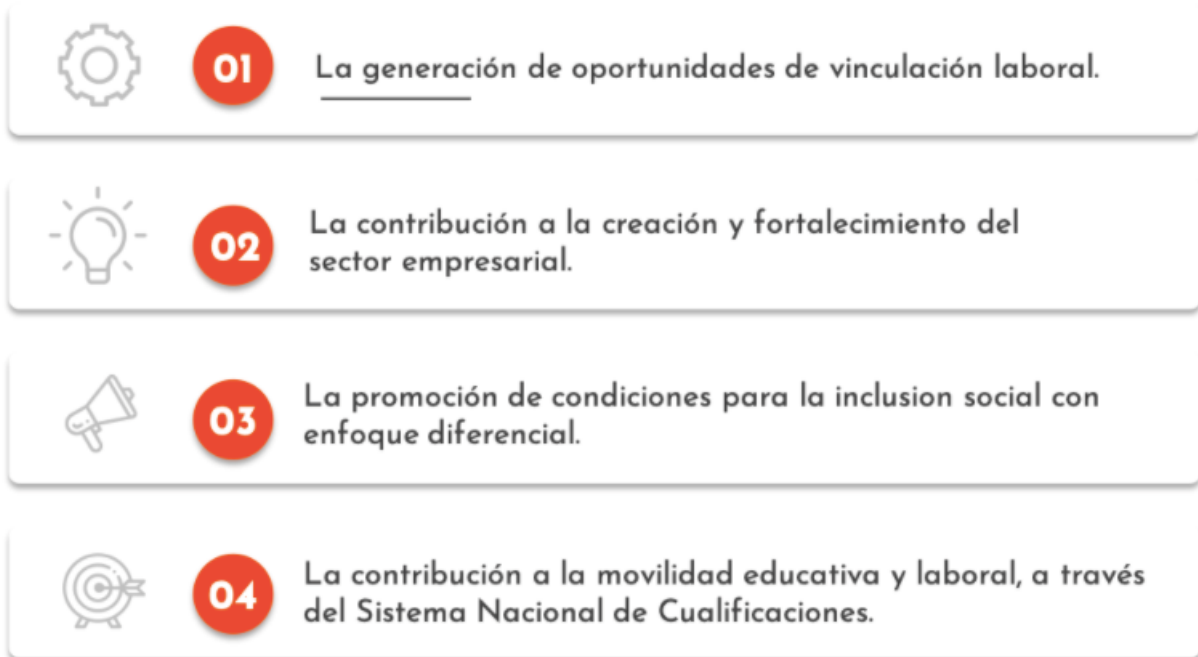 01
La generación de oportunidades de vinculación laboral.
02
La contribución a la creación y fortalecimiento del
sector empresarial.
03
La promoción de condiciones para la inclusion social con
enfoque diferencial.
04
La contribución a la movilidad educativa y laboral, a través
del Sistema Nacional de Cualificaciones.